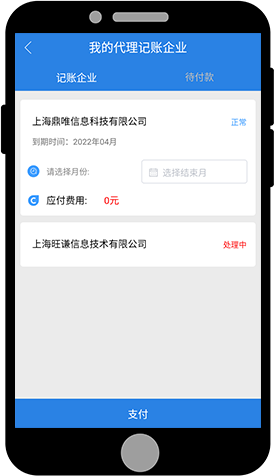 我的代理记账企业
记账企业 待付款
上海鼎唯信息科技有限公司 正常
到期时间：2022年04月
请选择月份: 选择结束月
应付费用: 0元
上海旺谦信息技术有限公司 处理中
支付